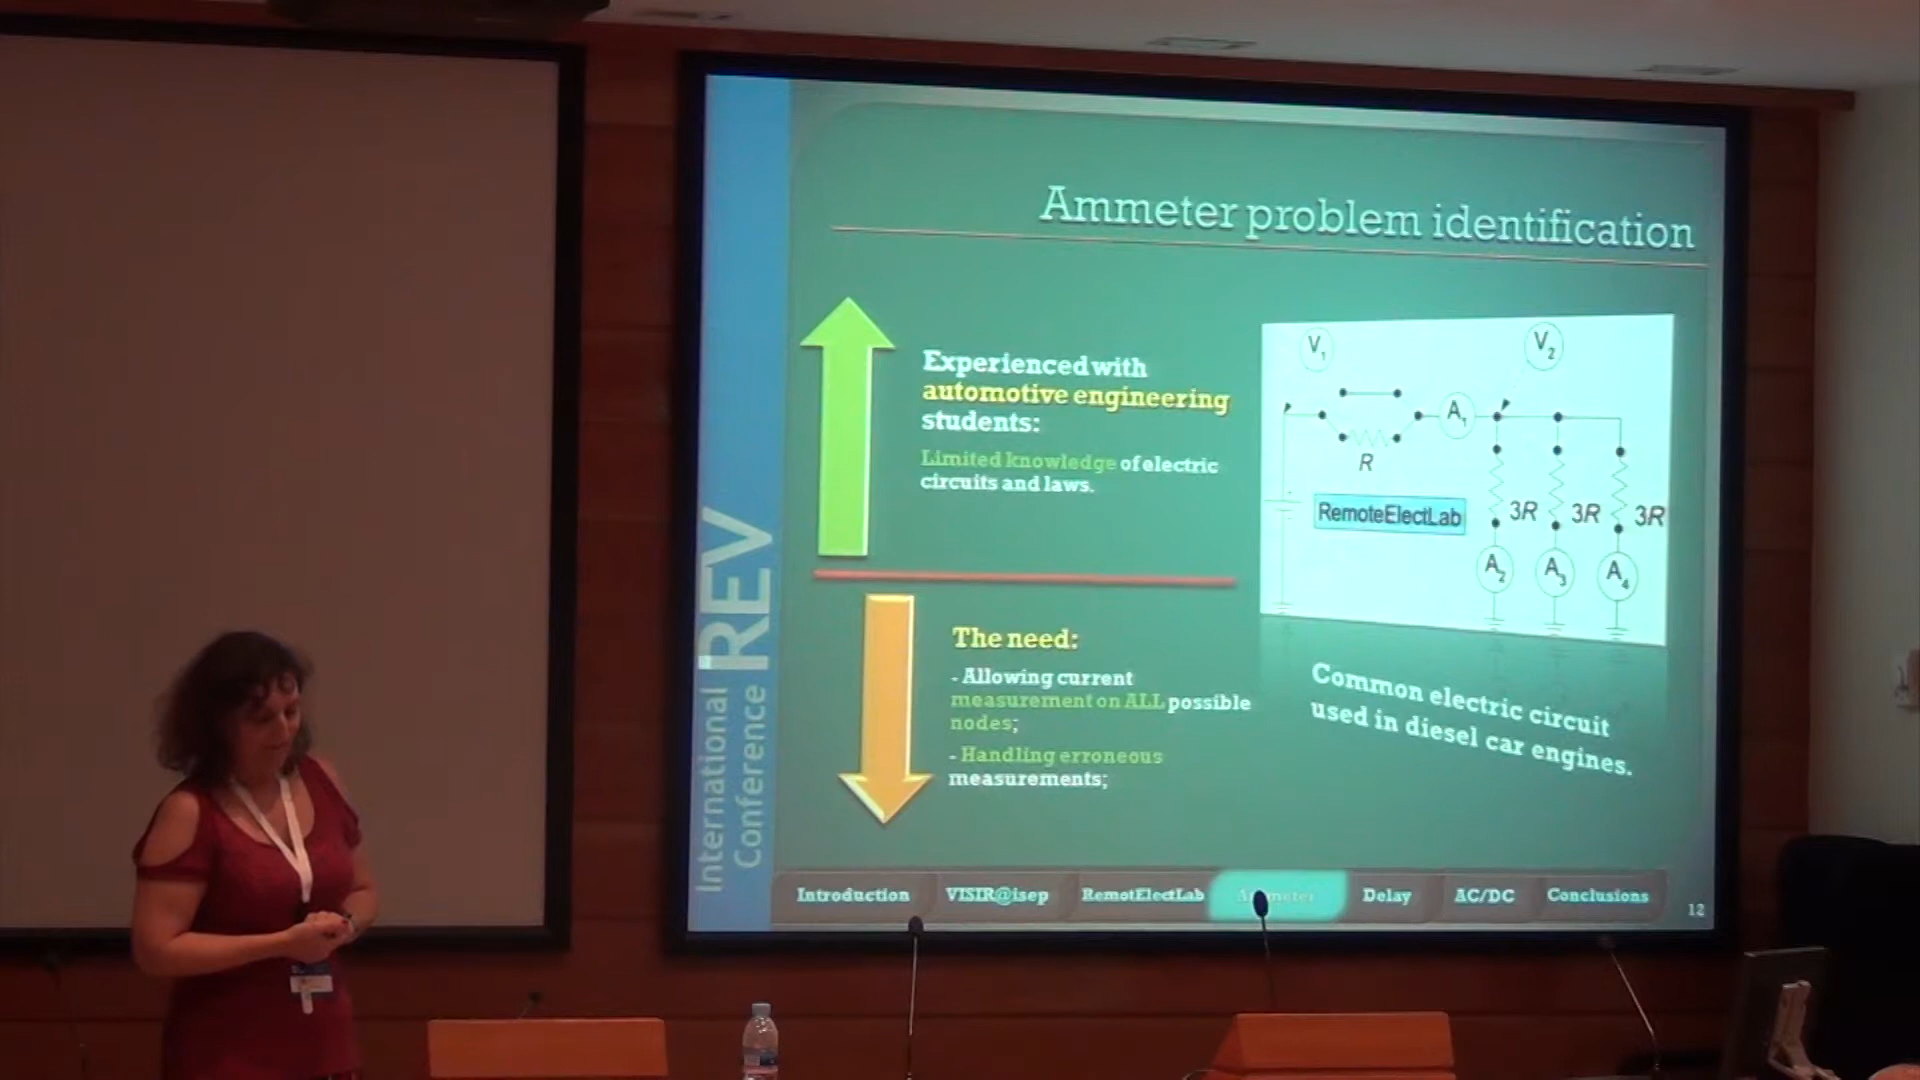 Ammeter problem identification
Experienced with
automotive engineering
students:
Limited knowledge of electric
circuits and laws.
The need:
- Allowing current
measurement on ALL possible
nodes;
- Handling erroneous
measurements;
V1
V2
A1
R
RemoteElectLab
3R
3R
3R
A2
A3
A4
Common electric circuit
used in diesel car engines.
International
Conference
REV
Introduction
VISIR@isep
RemotElectLab
Delay
AC/DC
Conclusions
12